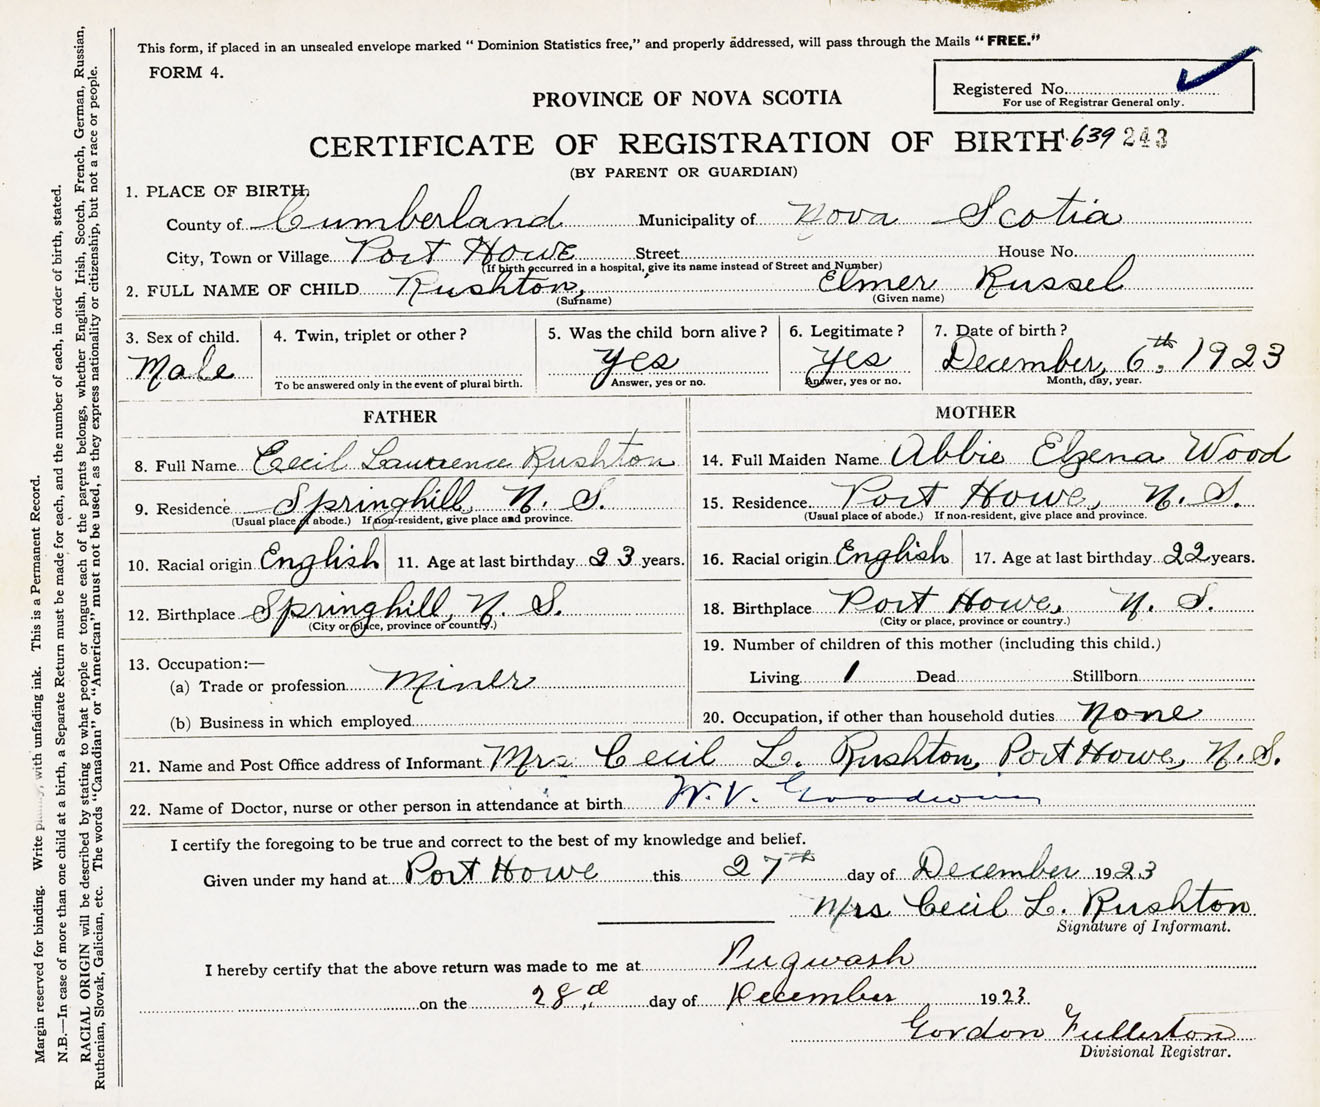 This form, if placed in an unsealed envelope marked “ Dominion Statistics free,” and properly addressed, will pass through the Mails “ FREE.”
FORM 4.
Registered No.
For use of Registrar General only.
PROVINCE OF NOVA SCOTIA
CERTIFICATE OF REGISTRATION OF BIRTH 639 243
(BY PARENT OR GUARDIAN)
1. PLACE OF BIRTH.
County of Cumberland Municipality of Nova Scotia
City, Town or Village Port Howe Street House No.
(If birth occurred in a hospital, give its name instead of Street and Number)
2. FULL NAME OF CHILD Rushton, Elmer Russel
(Surname) (Given name)
3. Sex of child. 4. Twin, triplet or other ? 5. Was the child born alive ? 6. Legitimate ? 7. Date of birth ?
Male yes yes December, 6th, 1923
To be answered only in the event of plural birth. Answer, yes or no. Answer, yes or no. Month, day, year.
FATHER MOTHER
8. Full Name Cecil Lawrence Rushton
14. Full Maiden Name Abbie Elzena Wood
9. Residence Springhill, N. S.
(Usual place of abode.) If non-resident, give place and province.
15. Residence Port Howe, N. S.
(Usual place of abode.) If non-resident, give place and province.
10. Racial origin English 11. Age at last birthday 23 years.
16. Racial origin English 17. Age at last birthday 22 years.
12. Birthplace Springhill, N. S.
(City or place, province or country.)
18. Birthplace Port Howe, N. S.
(City or place, province or country.)
13. Occupation:—
(a) Trade or profession Miner
(b) Business in which employed
19. Number of children of this mother (including this child.)
Living 1 Dead Stillborn
20. Occupation, if other than household duties None
21. Name and Post Office address of Informant Mrs Cecil L. Rushton, Port Howe, N. S.
22. Name of Doctor, nurse or other person in attendance at birth W. V. Goodwin
I certify the foregoing to be true and correct to the best of my knowledge and belief.
Given under my hand at Port Howe this 27th day of December 1923
Mrs Cecil L. Rushton
Signature of Informant.
I hereby certify that the above return was made to me at Pugwash
on the 28d day of December 1923.
Gordon Fullerton
Divisional Registrar.
Margin reserved for binding. Write with unfading ink. This is a Permanent Record.
N.B.—In case of more than one child at a birth, a Separate Return must be made for each, and the number of each, in order of birth, stated.
RACIAL ORIGIN will be described by stating to what people or tongue each of the parents belongs, whether English, Irish, Scotch, French, German, Russian,
Ruthenian, Slovak, Galician, etc. The words “Canadian” or “American” must not be used, as they express nationality or citizenship, but not a race or people.